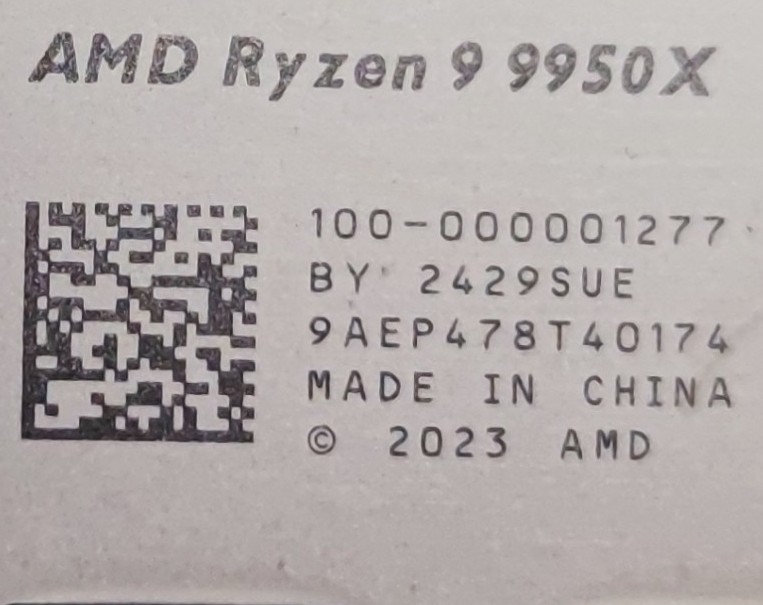 AMD Ryzen 9 9950X
100-000001277
BY 2429SUE
9AEP478T40174
MADE IN CHINA
© 2023 AMD